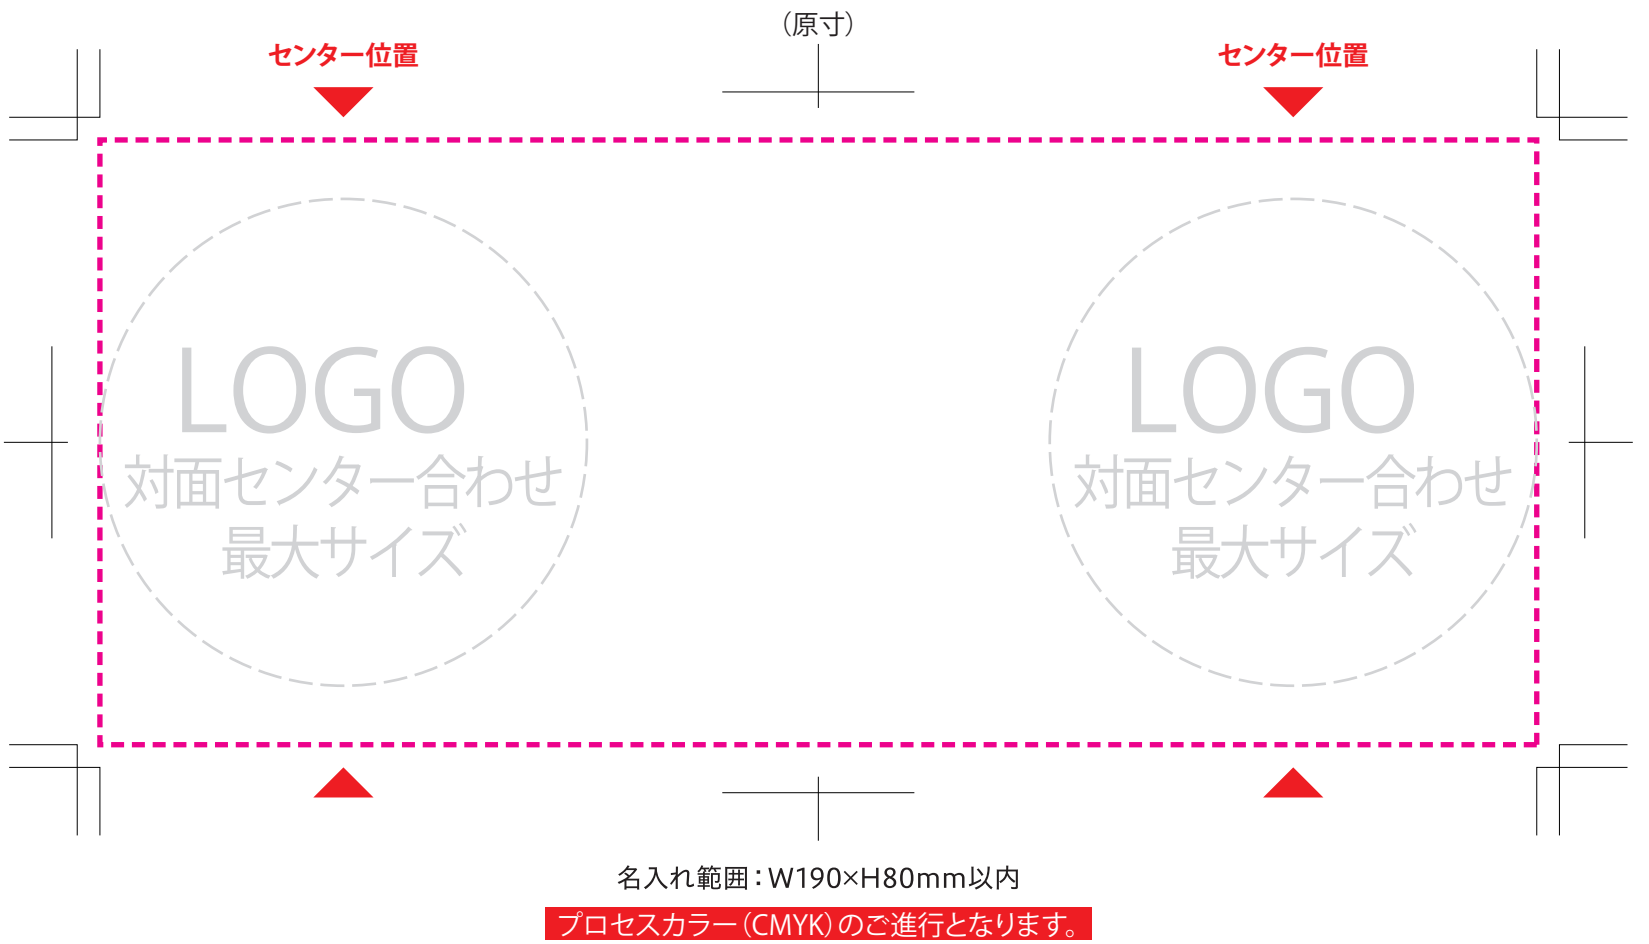 （原寸）
センター位置
センター位置
LOGO
対面センター合わせ
最大サイズ
LOGO
対面センター合わせ
最大サイズ
名入れ範囲：W190×H80mm以内
プロセスカラー（CMYK）のご進行となります。